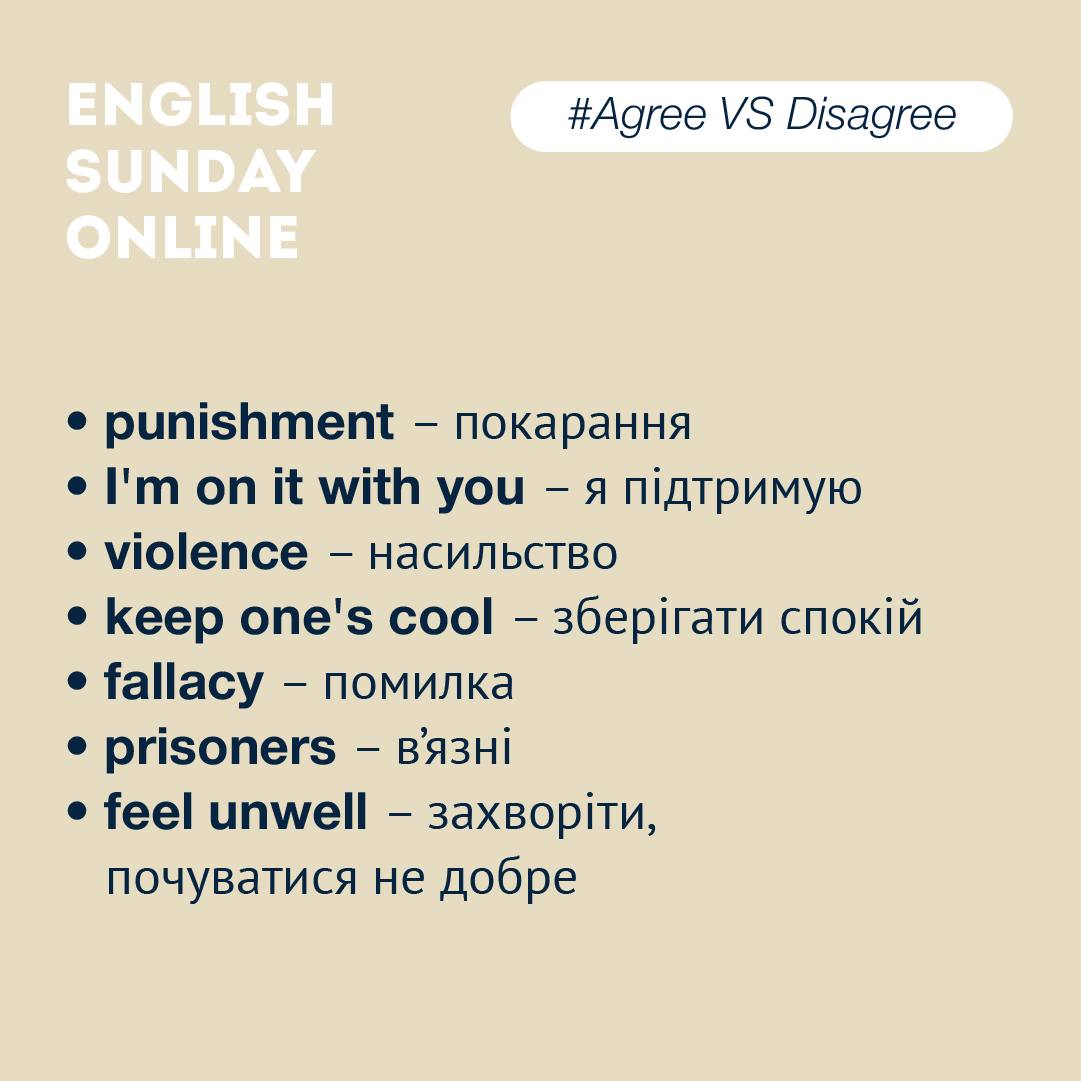 ENGLISH
SUNDAY
ONLINE
#Agree VS Disagree
• punishment – покарання
• I'm on it with you – я підтримую
• violence – насильство
• keep one's cool – зберігати спокій
• fallacy – помилка
• prisoners – в’язні
• feel unwell – захворіти,
почуватися не добре